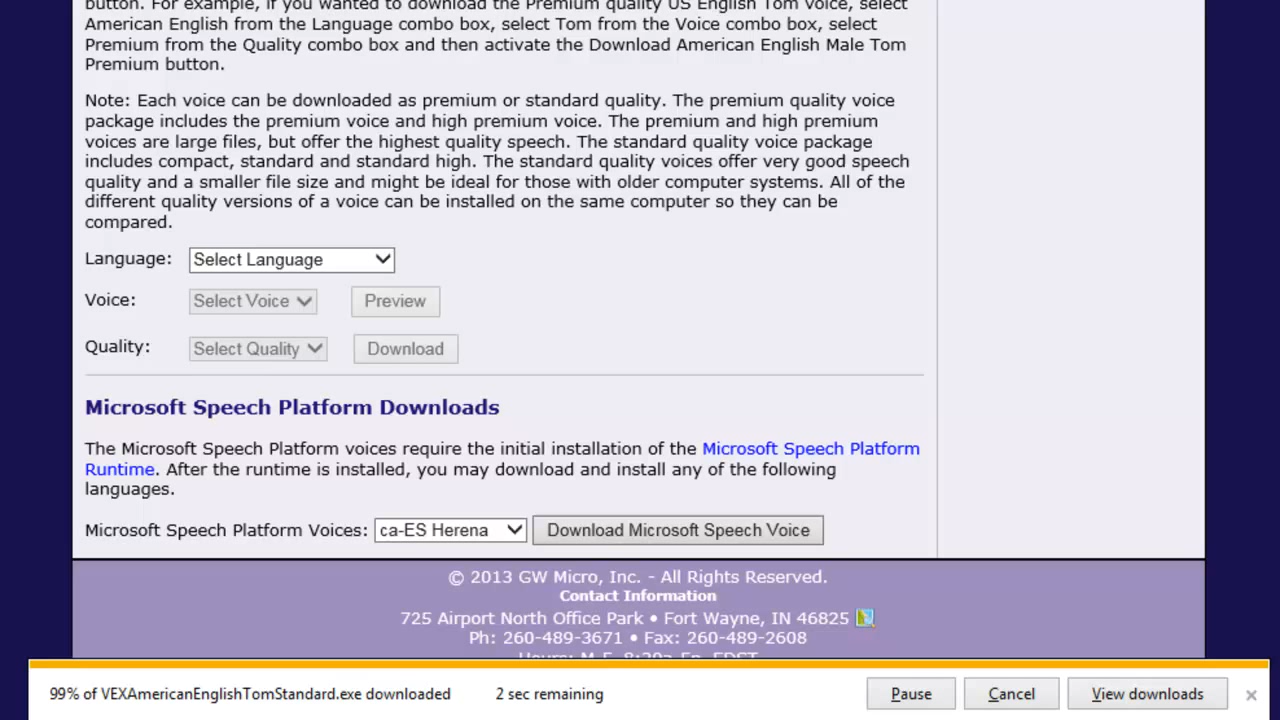 button. For example, if you wanted to download the Premium quality US English Tom voice, select
American English from the Language combo box, select Tom from the Voice combo box, select
Premium from the Quality combo box and then activate the Download American English Male Tom
Premium button.
Note: Each voice can be downloaded as premium or standard quality. The premium quality voice
package includes the premium voice and high premium voice. The premium and high premium
voices are large files, but offer the highest quality speech. The standard quality voice package
includes compact, standard and standard high. The standard quality voices offer very good speech
quality and a smaller file size and might be ideal for those with older computer systems. All of the
different quality versions of a voice can be installed on the same computer so they can be
compared.
Language: Select Language
Voice: Select Voice Preview
Quality: Select Quality Download
Microsoft Speech Platform Downloads
The Microsoft Speech Platform voices require the initial installation of the Microsoft Speech Platform
Runtime. After the runtime is installed, you may download and install any of the following
languages.
Microsoft Speech Platform Voices: ca-ES Herena Download Microsoft Speech Voice
© 2013 GW Micro, Inc. - All Rights Reserved.
Contact Information
725 Airport North Office Park • Fort Wayne, IN 46825
Ph: 260-489-3671 • Fax: 260-489-2608
Hours: M-F, 8:30a-5p, EDST
99% of VEXAmericanEnglishTomStandard.exe downloaded 2 sec remaining Pause Cancel View downloads